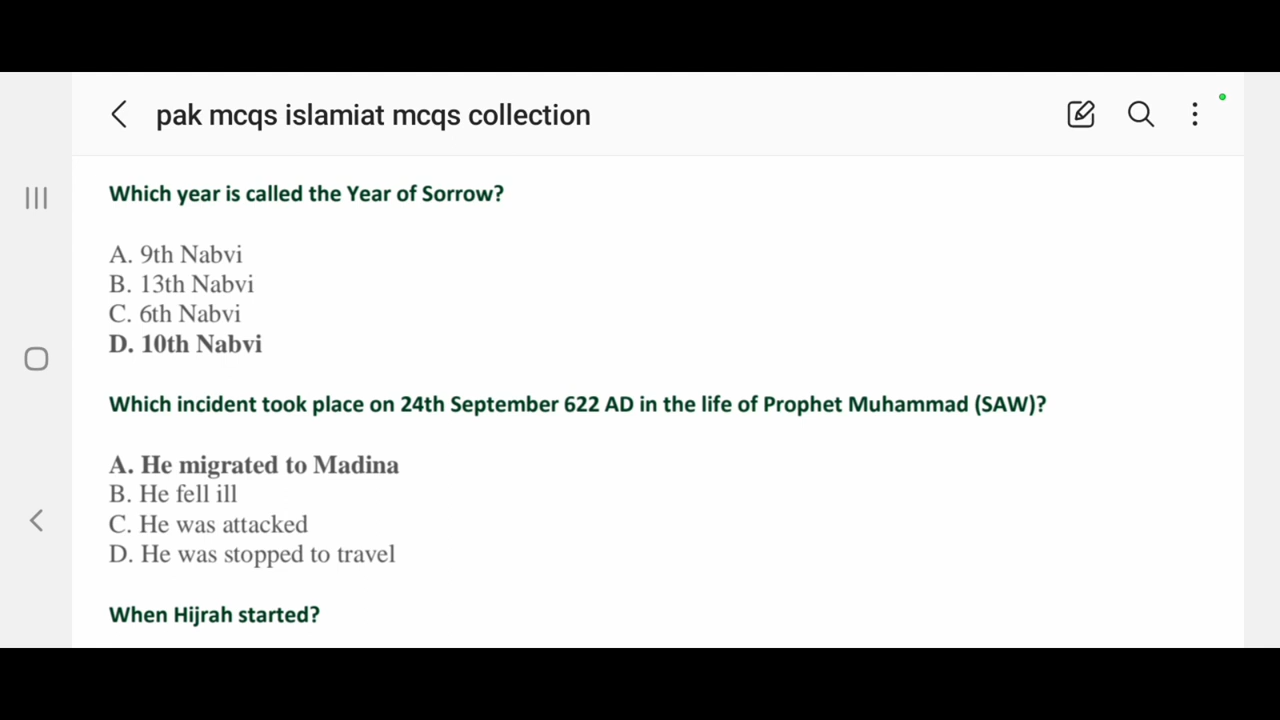 pak mcqs islamiat mcqs collection
Which year is called the Year of Sorrow?
A. 9th Nabvi
B. 13th Nabvi
C. 6th Nabvi
D. 10th Nabvi
Which incident took place on 24th September 622 AD in the life of Prophet Muhammad (SAW)?
A. He migrated to Madina
B. He fell ill
C. He was attacked
D. He was stopped to travel
When Hijrah started?